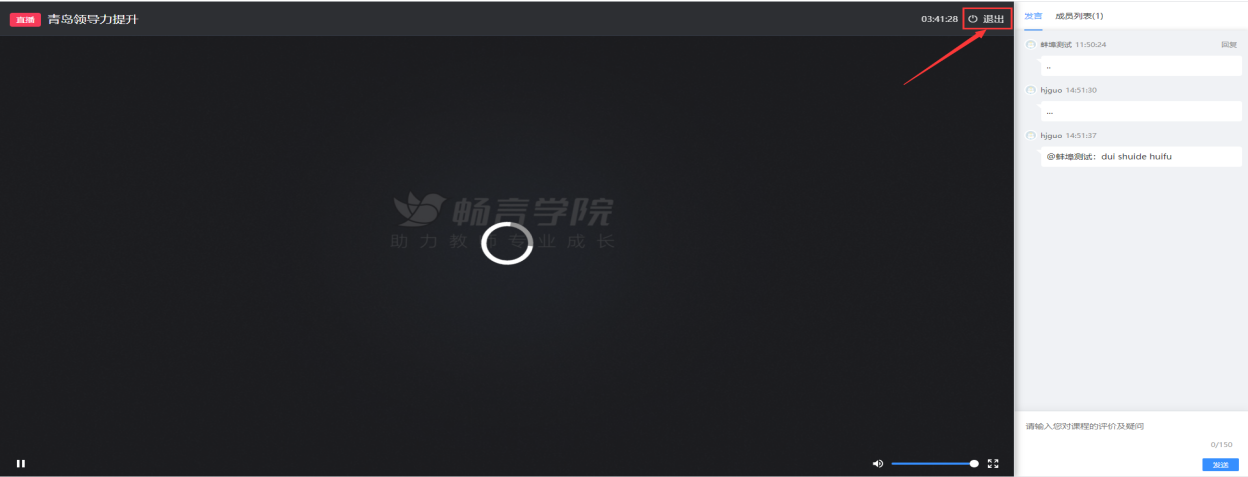 直播 青岛领导力提升 03:41:28 退出
发言 成员列表(1)
蚌埠测试 11:50:24 回复
..
hjguo 14:51:30
...
hjguo 14:51:37
@蚌埠测试: dui shuide huifu
畅言学院
助力教师专业成长
请输入您对课程的评价及疑问
0/150
发送